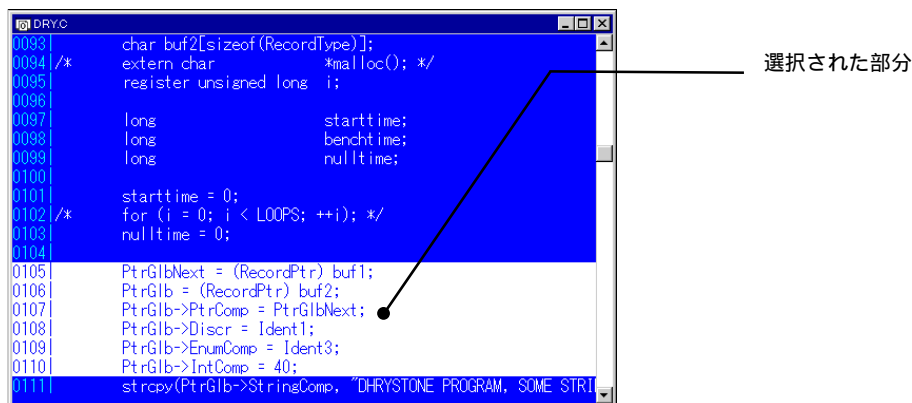 DRY.C
0093|        char buf2[sizeof(RecordType)];
0094|/*      extern char             *malloc(); */
0095|        register unsigned long  i;
0096|
0097|        long                    starttime;
0098|        long                    benchtime;
0099|        long                    nulltime;
0100|
0101|        starttime = 0;
0102|/*      for (i = 0; i < LOOPS; ++i); */
0103|        nulltime = 0;
0104|
0105|        PtrGlbNext = (RecordPtr) buf1;
0106|        PtrGlb = (RecordPtr) buf2;
0107|        PtrGlb->PtrComp = PtrGlbNext;
0108|        PtrGlb->Discr = Ident1;
0109|        PtrGlb->EnumComp = Ident3;
0110|        PtrGlb->IntComp = 40;
0111|        strcpy(PtrGlb->StringComp, "DHRYSTONE PROGRAM, SOME STRI
選択された部分